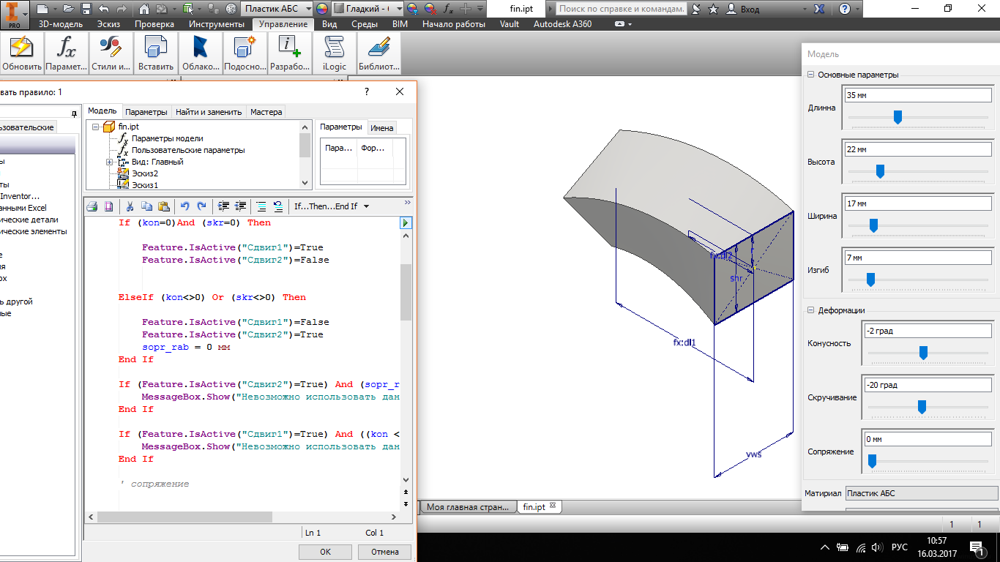 PRO
Пластик АБС
Гладкий -
fin.ipt
Поиск по справке и командам.
Вход
3D-модель Эскиз Проверка Инструменты Управление Вид Среды BIM Начало работы Vault Autodesk A360
Обновить
Парамет...
Стили и ...
Вставить
Облако...
Подосно...
Разрабо...
iLogic
Библиот...
вать правило: 1
зовательские
Inventor...
анными Excel
ические детали
ические элементы
ь другой
Модель Параметры Найти и заменить Мастера
fin.ipt
Параметры модели
Пользовательские параметры
Вид: Главный
Эскиз2
Эскиз1
Параметры Имена
Пара... Фор...
If...Then...End If
If (kon=0)And (skr=0) Then
Feature.IsActive("Сдвиг1")=True
Feature.IsActive("Сдвиг2")=False
ElseIf (kon<>0) Or (skr<>0) Then
Feature.IsActive("Сдвиг1")=False
Feature.IsActive("Сдвиг2")=True
sopr_rab = 0 мм
End If
If (Feature.IsActive("Сдвиг2")=True) And (sopr_r
MessageBox.Show("Невозможно использовать дан
End If
If (Feature.IsActive("Сдвиг1")=True) And ((kon <
MessageBox.Show("Невозможно использовать дан
End If
' сопряжение
Ln 1 Col 1
OK Отмена
fx:dl2
r
shr
fx:dl1
vws
Моя главная стран... fin.ipt
Модель
Основные параметры
Длинна
35 мм
Высота
22 мм
Ширина
17 мм
Изгиб
7 мм
Деформации
Конусность
-2 град
Скручивание
-20 град
Сопряжение
0 мм
Материал Пластик АБС
1 1
РУС
10:57
16.03.2017
1